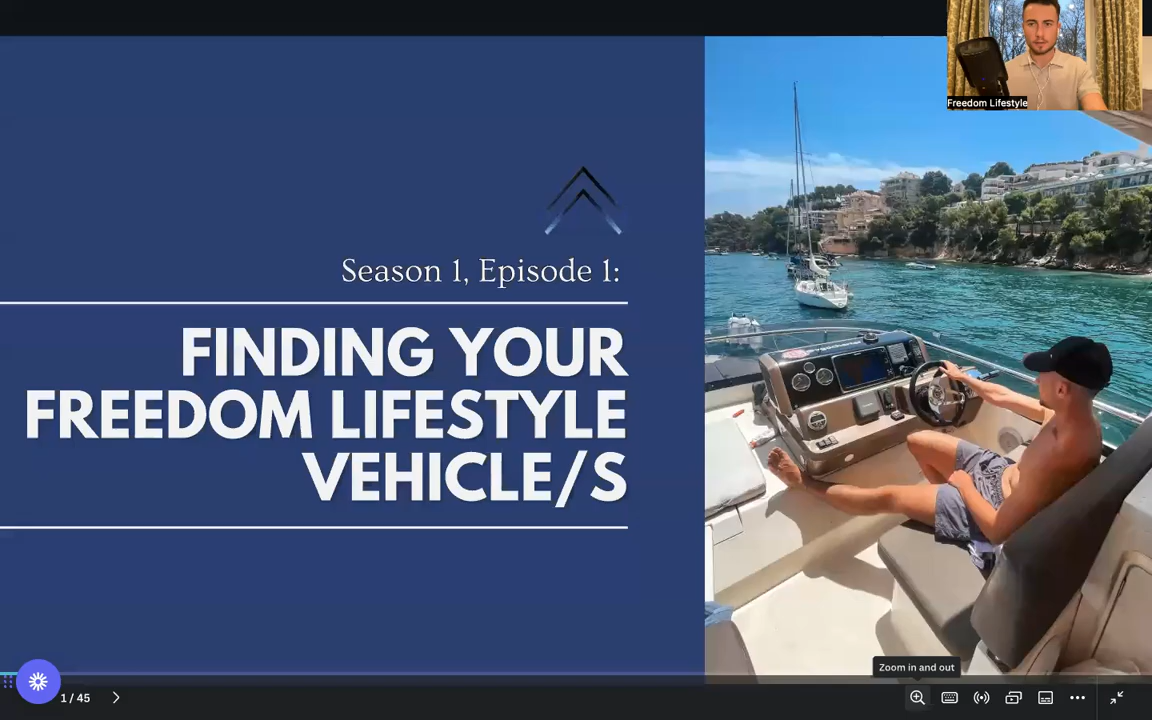 Freedom Lifestyle
Season 1, Episode 1:
FINDING YOUR
FREEDOM LIFESTYLE
VEHICLE/S
Zoom in and out
1 / 45